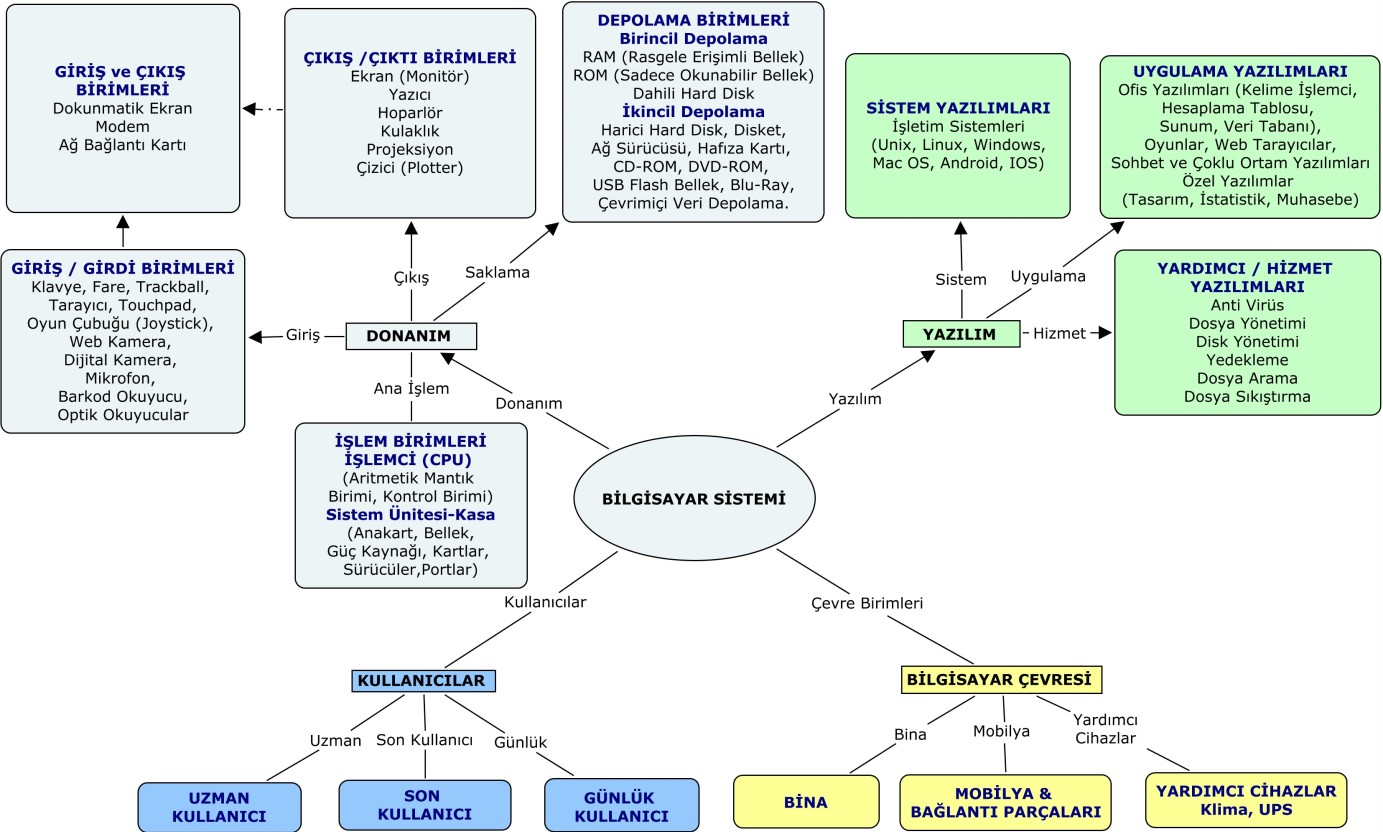 GİRİŞ ve ÇIKIŞ
BİRİMLERİ
Dokunmatik Ekran
Modem
Ağ Bağlantı Kartı
ÇIKIŞ /ÇIKTI BİRİMLERİ
Ekran (Monitör)
Yazıcı
Hoparlör
Kulaklık
Projeksiyon
Çizici (Plotter)
DEPOLAMA BİRİMLERİ
Birincil Depolama
RAM (Rasgele Erişimli Bellek)
ROM (Sadece Okunabilir Bellek)
Dahili Hard Disk
İkincil Depolama
Harici Hard Disk, Disket,
Ağ Sürücüsü, Hafıza Kartı,
CD-ROM, DVD-ROM,
USB Flash Bellek, Blu-Ray,
Çevrimiçi Veri Depolama.
SİSTEM YAZILIMLARI
İşletim Sistemleri
(Unix, Linux, Windows,
Mac OS, Android, IOS)
UYGULAMA YAZILIMLARI
Ofis Yazılımları (Kelime İşlemci,
Hesaplama Tablosu,
Sunum, Veri Tabanı),
Oyunlar, Web Tarayıcılar,
Sohbet ve Çoklu Ortam Yazılımları
Özel Yazılımlar
(Tasarım, İstatistik, Muhasebe)
GİRİŞ / GİRDİ BİRİMLERİ
Klavye, Fare, Trackball,
Tarayıcı, Touchpad,
Oyun Çubuğu (Joystick),
Web Kamera,
Dijital Kamera,
Mikrofon,
Barkod Okuyucu,
Optik Okuyucular
Çıkış
Saklama
Giriş
DONANIM
Ana İşlem
Donanım
Sistem
Uygulama
YAZILIM
Hizmet
Yazılım
YARDIMCI / HİZMET
YAZILIMLARI
Anti Virüs
Dosya Yönetimi
Disk Yönetimi
Yedekleme
Dosya Arama
Dosya Sıkıştırma
İŞLEM BİRİMLERİ
İŞLEMCİ (CPU)
(Aritmetik Mantık
Birimi, Kontrol Birimi)
Sistem Ünitesi-Kasa
(Anakart, Bellek,
Güç Kaynağı, Kartlar,
Sürücüler,Portlar)
BİLGİSAYAR SİSTEMİ
Kullanıcılar
Çevre Birimleri
KULLANICILAR
BİLGİSAYAR ÇEVRESİ
Uzman
Son Kullanıcı
Günlük
Bina
Mobilya
Yardımcı
Cihazlar
UZMAN
KULLANICI
SON
KULLANICI
GÜNLÜK
KULLANICI
BİNA
MOBİLYA &
BAĞLANTI PARÇALARI
YARDIMCI CİHAZLAR
Klima, UPS